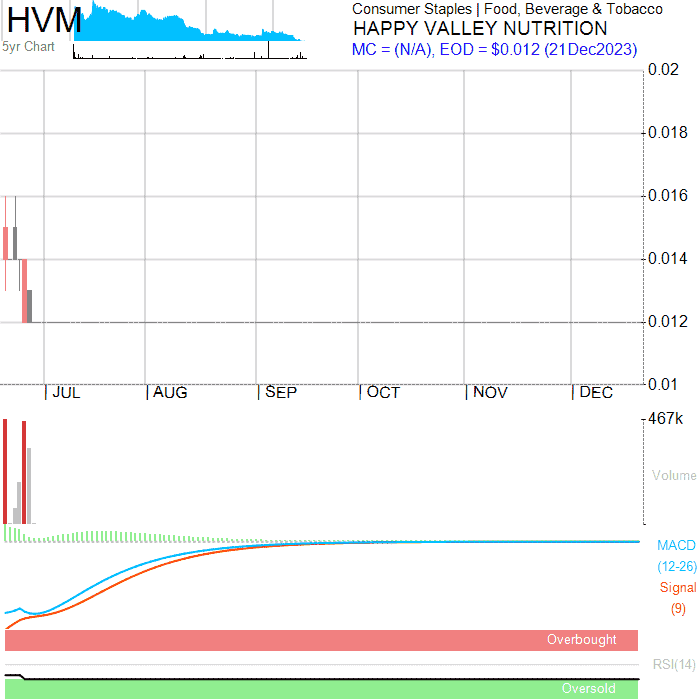 HVM
5yr Chart
Consumer Staples | Food, Beverage & Tobacco
HAPPY VALLEY NUTRITION
MC = (N/A), EOD = $0.012 (21Dec2023)
0.02
0.018
0.016
0.014
0.012
0.01
| JUL | AUG | SEP | OCT | NOV | DEC
467k
Volume
MACD
(12-26)
Signal
(9)
Overbought
RSI(14)
Oversold